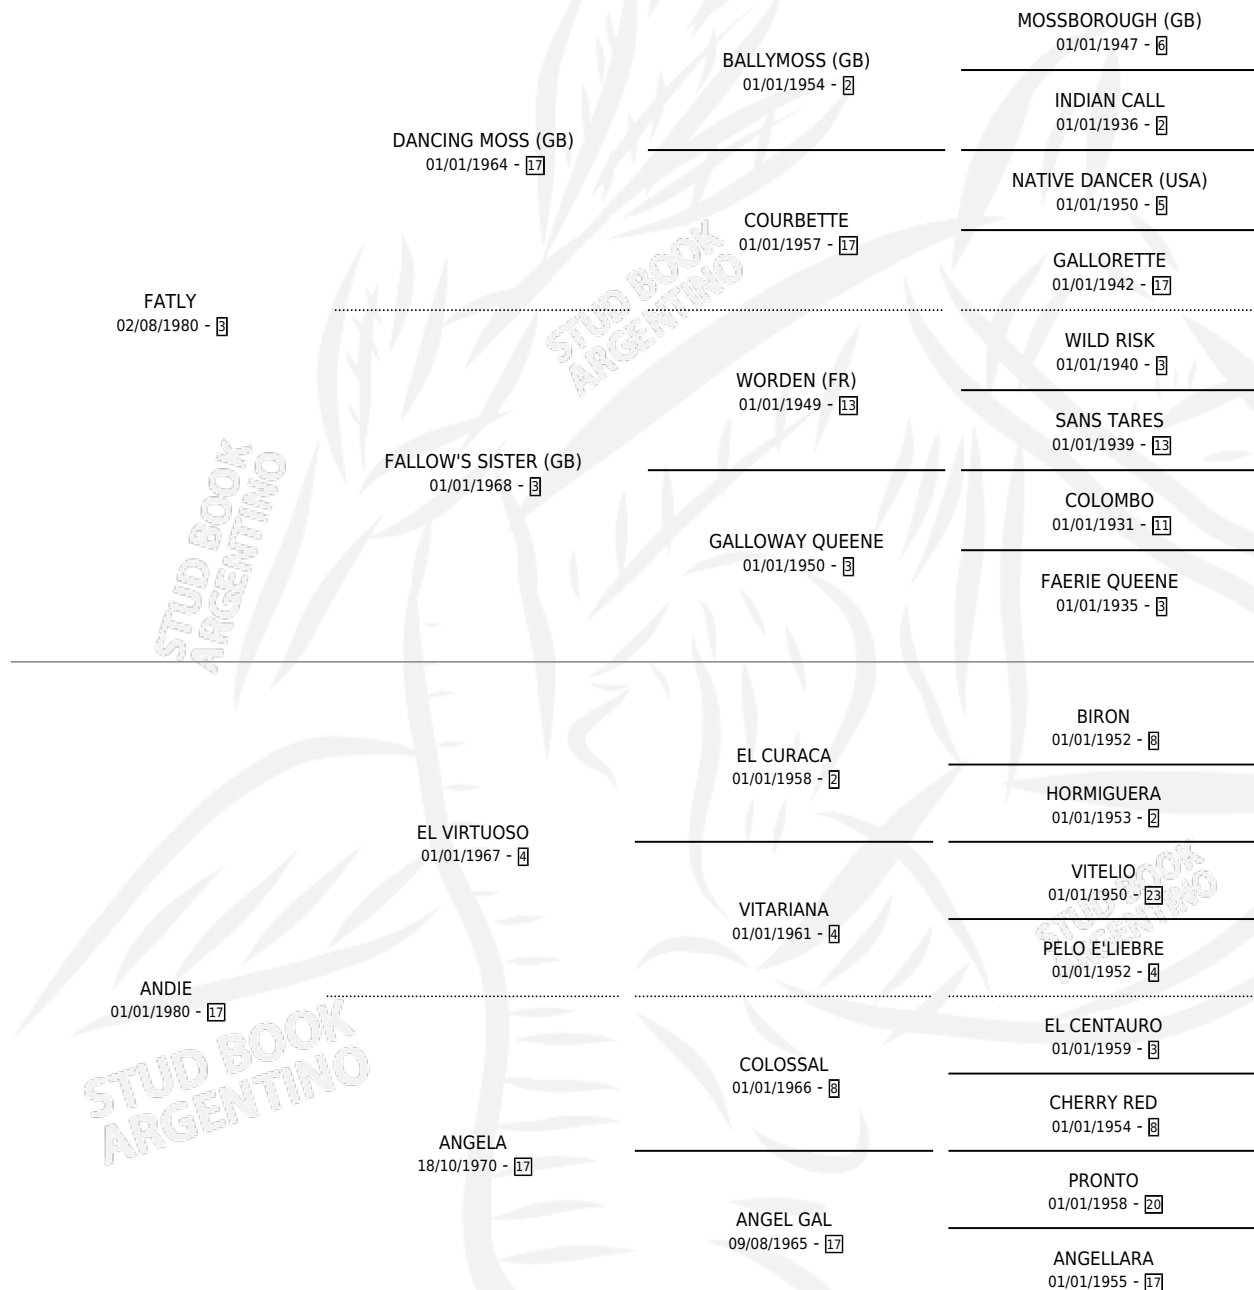 MOSSBOROUGH (GB)
01/01/1947 - 6
BALLYMOSS (GB)
01/01/1954 - 2
INDIAN CALL
01/01/1936 - 2
DANCING MOSS (GB)
01/01/1964 - 17
NATIVE DANCER (USA)
01/01/1950 - 5
COURBETTE
01/01/1957 - 17
GALLORETTE
01/01/1942 - 17
FATLY
02/08/1980 - 3
WILD RISK
01/01/1940 - 3
WORDEN (FR)
01/01/1949 - 13
SANS TARES
01/01/1939 - 13
FALLOW'S SISTER (GB)
01/01/1968 - 3
COLOMBO
01/01/1931 - 11
GALLOWAY QUEENE
01/01/1950 - 3
FAERIE QUEENE
01/01/1935 - 3
BIRON
01/01/1952 - 8
EL CURACA
01/01/1958 - 2
HORMIGUERA
01/01/1953 - 2
EL VIRTUOSO
01/01/1967 - 4
VITELIO
01/01/1950 - 23
VITARIANA
01/01/1961 - 4
PELO E'LIEBRE
01/01/1952 - 4
ANDIE
01/01/1980 - 17
EL CENTAURO
01/01/1959 - 3
COLOSSAL
01/01/1966 - 8
CHERRY RED
01/01/1954 - 8
ANGELA
18/10/1970 - 17
PRONTO
01/01/1958 - 20
ANGEL GAL
09/08/1965 - 17
ANGELLARA
01/01/1955 - 17
STUD BOOK
ARGENTINO
STUD BOOK
ARGENTINO
STUD BOOK
ARGENTINO
STUD BOOK
ARGENTINO